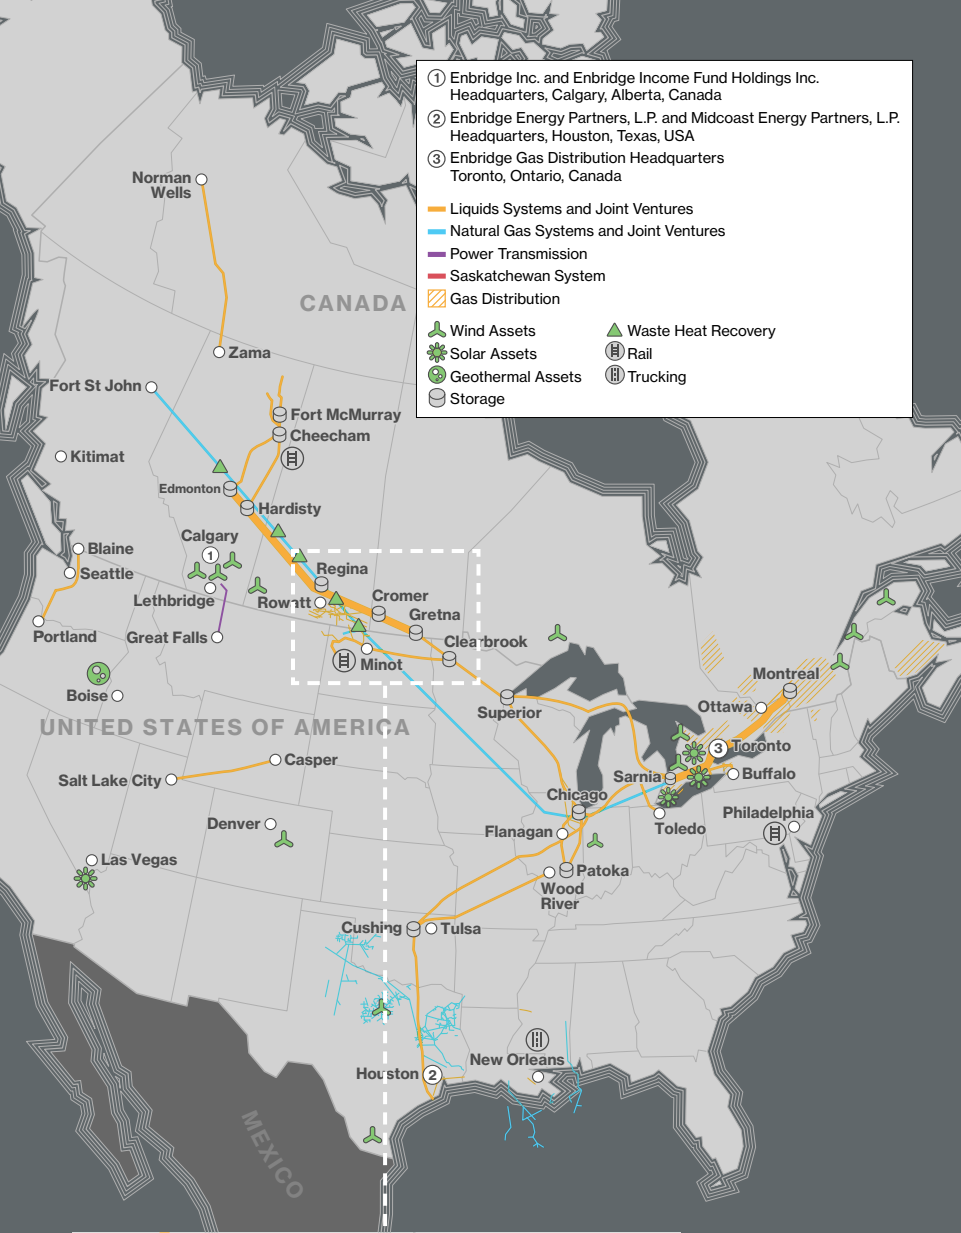 1 Enbridge Inc. and Enbridge Income Fund Holdings Inc.
Headquarters, Calgary, Alberta, Canada
2 Enbridge Energy Partners, L.P. and Midcoast Energy Partners, L.P.
Headquarters, Houston, Texas, USA
3 Enbridge Gas Distribution Headquarters
Toronto, Ontario, Canada
Liquids Systems and Joint Ventures
Natural Gas Systems and Joint Ventures
Power Transmission
Saskatchewan System
Gas Distribution
Wind Assets
Waste Heat Recovery
Solar Assets
Rail
Geothermal Assets
Trucking
Storage
Norman
Wells
CANADA
Zama
Fort St John
Fort McMurray
Cheecham
Kitimat
Edmonton
Hardisty
Calgary
1
Blaine
Seattle
Regina
Lethbridge
Rowatt
Cromer
Gretna
Portland
Great Falls
Clearbrook
Minot
Montreal
Boise
Ottawa
Superior
UNITED STATES OF AMERICA
3 Toronto
Casper
Salt Lake City
Sarnia
Buffalo
Chicago
Philadelphia
Denver
Flanagan
Toledo
Las Vegas
Patoka
Wood
River
Cushing
Tulsa
New Orleans
Houston 2
MEXICO